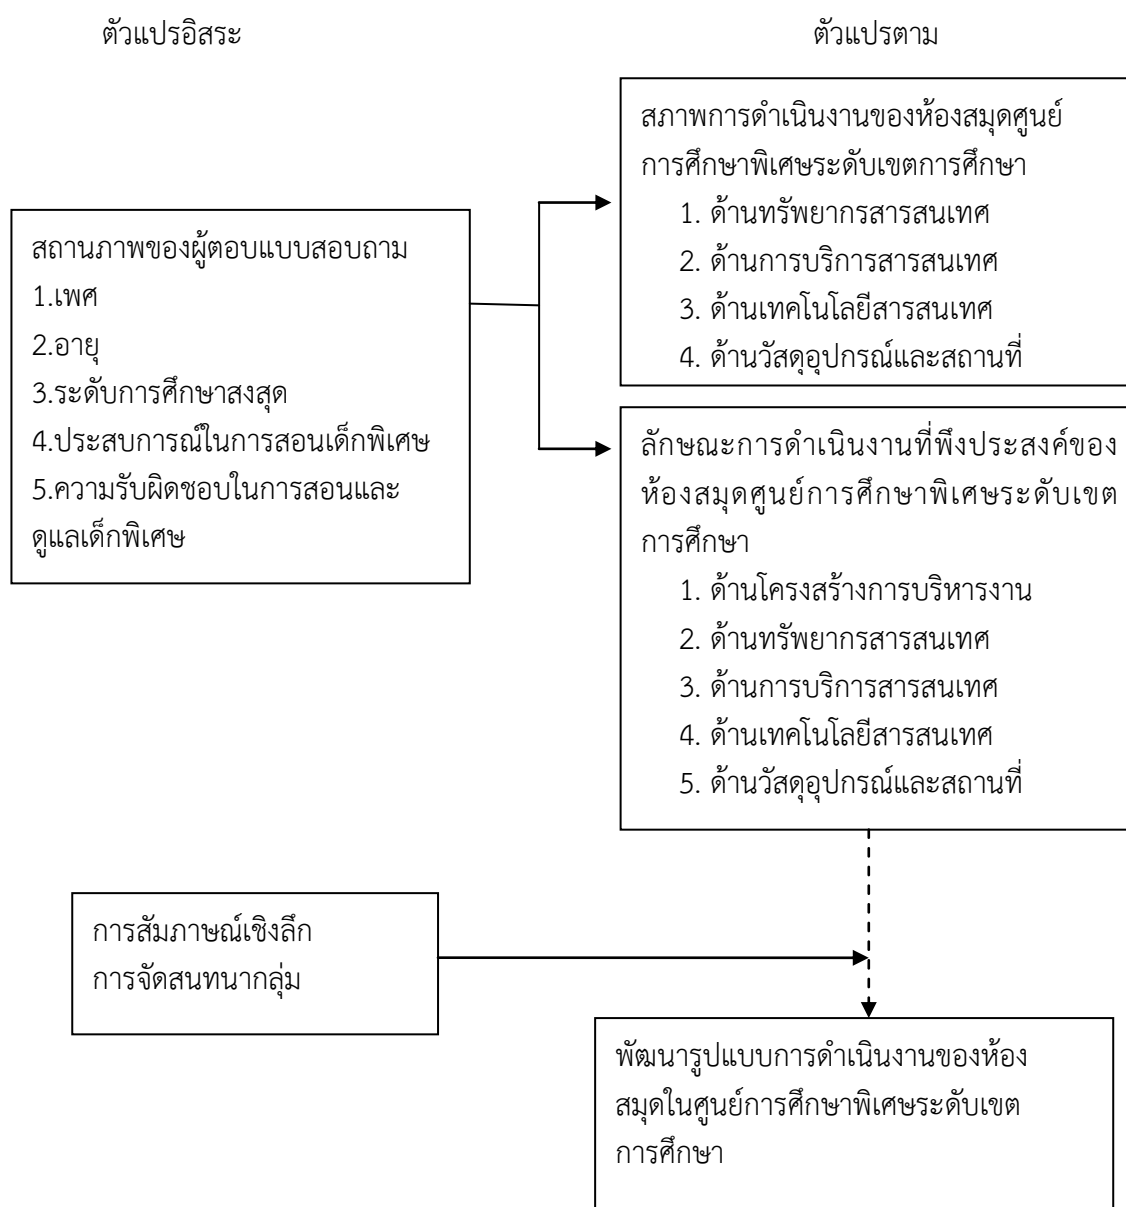 ตัวแปรอิสระ
ตัวแปรตาม
สภาพการดำเนินงานของห้องสมุดศูนย์
การศึกษาพิเศษระดับเขตการศึกษา
1. ด้านทรัพยากรสารสนเทศ
2. ด้านการบริการสารสนเทศ
3. ด้านเทคโนโลยีสารสนเทศ
4. ด้านวัสดุอุปกรณ์และสถานที่
สถานภาพของผู้ตอบแบบสอบถาม
1.เพศ
2.อายุ
3.ระดับการศึกษาสงสุด
4.ประสบการณ์ในการสอนเด็กพิเศษ
5.ความรับผิดชอบในการสอนและ
ดูแลเด็กพิเศษ
ลักษณะการดำเนินงานที่พึงประสงค์ของ
ห้องสมุดศูนย์การศึกษาพิเศษระดับเขต
การศึกษา
1. ด้านโครงสร้างการบริหารงาน
2. ด้านทรัพยากรสารสนเทศ
3. ด้านการบริการสารสนเทศ
4. ด้านเทคโนโลยีสารสนเทศ
5. ด้านวัสดุอุปกรณ์และสถานที่
การสัมภาษณ์เชิงลึก
การจัดสนทนากลุ่ม
พัฒนารูปแบบการดำเนินงานของห้อง
สมุดในศูนย์การศึกษาพิเศษระดับเขต
การศึกษา